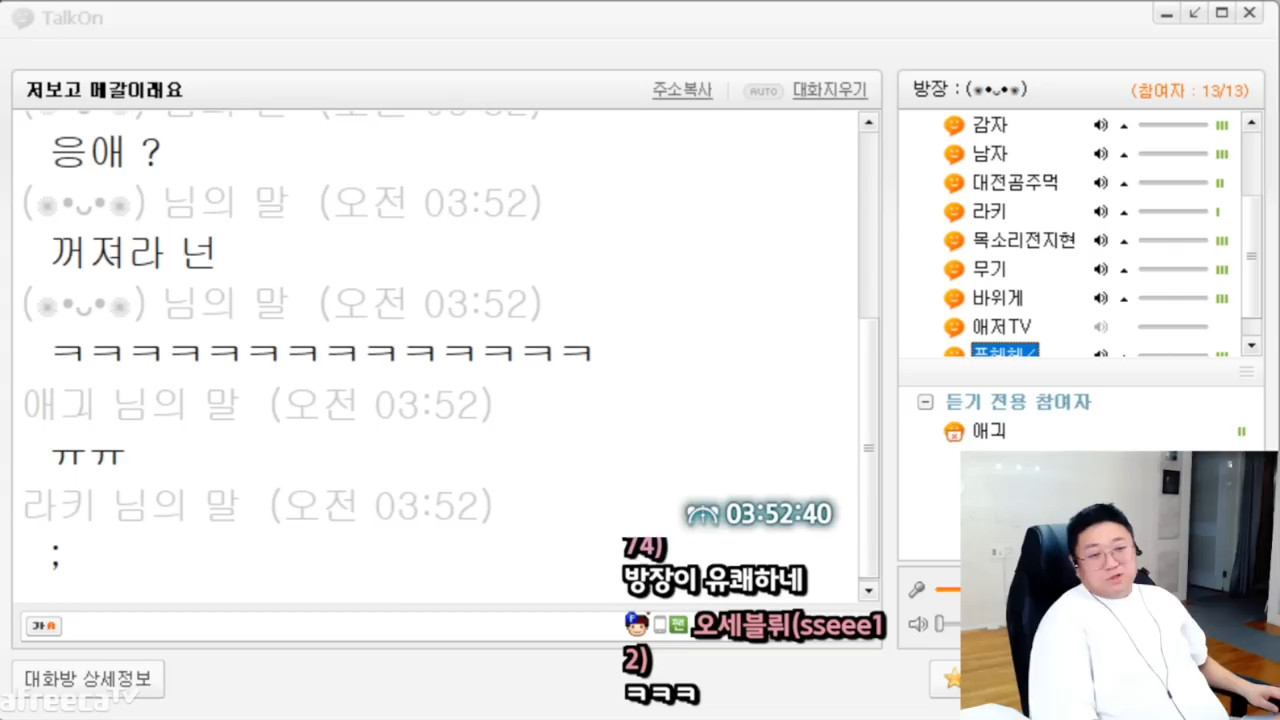 TalkOn
저보고 메갈이래요
주소복사
AUTO
대화지우기
응애 ?
(◉•ᴗ•◉) 님의 말 (오전 03:52)
꺼져라 넌
(◉•ᴗ•◉) 님의 말 (오전 03:52)
ㅋㅋㅋㅋㅋㅋㅋㅋㅋㅋㅋㅋㅋㅋ
애긔 님의 말 (오전 03:52)
ㅠㅠ
라키 님의 말 (오전 03:52)
;
가
대화방 상세정보
afreecaTV
03:52:40
74)
방장이 유쾌하네
팬 오세블뤼(sseee1
2)
ㅋㅋㅋ
방장 : (◉•ᴗ•◉)
(참여자 : 13/13)
감자
남자
대전곰주먹
라키
목소리전지현
무기
바위게
애저TV
듣기 전용 참여자
애긔